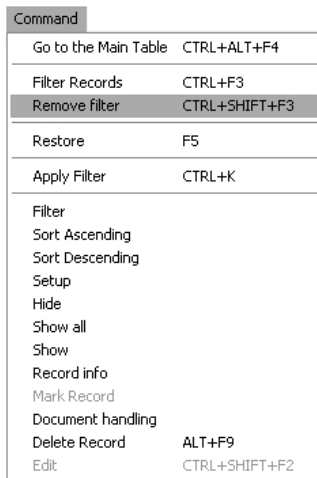 Command
Go to the Main Table CTRL+ALT+F4
Filter Records CTRL+F3
Remove filter CTRL+SHIFT+F3
Restore F5
Apply Filter CTRL+K
Filter
Sort Ascending
Sort Descending
Setup
Hide
Show all
Show
Record info
Mark Record
Document handling
Delete Record ALT+F9
Edit CTRL+SHIFT+F2